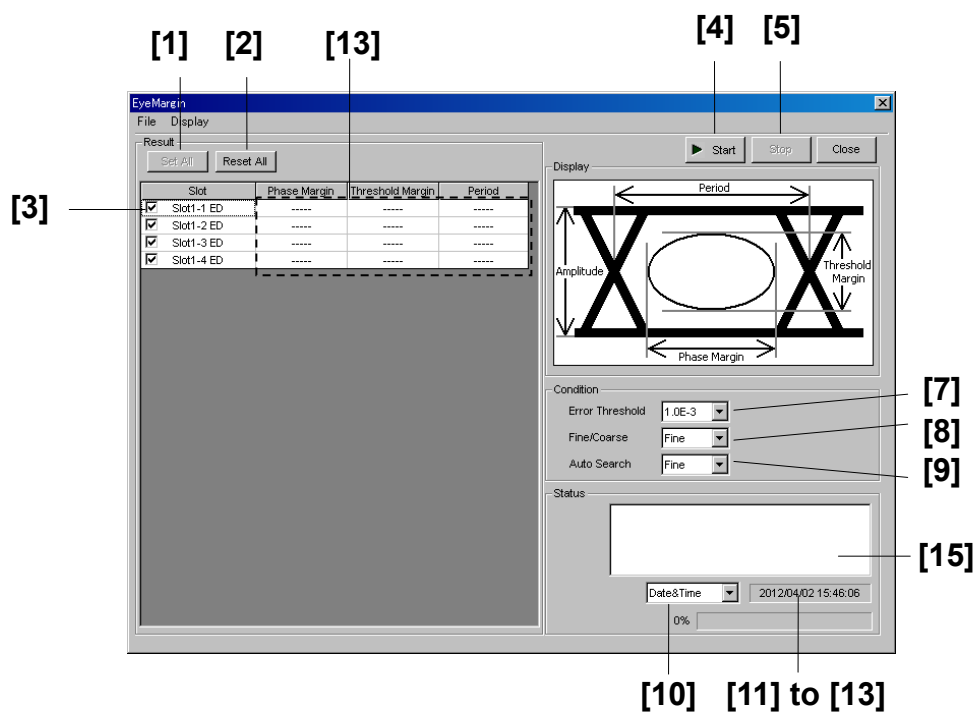 [1] [2] [13] [4] [5]
EyeMargin
File Display
Result
Set All Reset All
Start Stop Close
Display
[3]
Slot Phase Margin Threshold Margin Period
Slot1-1 ED ----- ----- -----
Slot1-2 ED ----- ----- -----
Slot1-3 ED ----- ----- -----
Slot1-4 ED ----- ----- -----
Period
Amplitude
Threshold
Margin
Phase Margin
Condition
Error Threshold 1.0E-3
[7]
Fine/Coarse Fine
[8]
Auto Search Fine
[9]
Status
[15]
Date&Time 2012/04/02 15:46:06
0%
[10] [11] to [13]